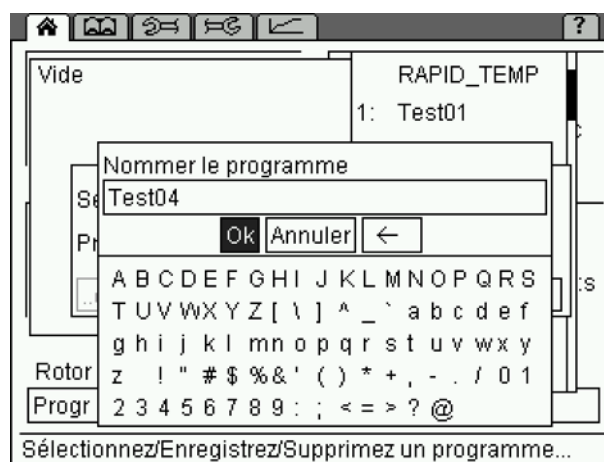 ?
Vide
RAPID_TEMP
1: Test01
Nommer le programme
Test04
Ok Annuler ←
A B C D E F G H I J K L M N O P Q R S
T U V W X Y Z [ \ ] ^ _ ` a b c d e f
g h i j k l m n o p q r s t u v w x y
z ! " # $ % & ' ( ) * + , - . / 0 1
2 3 4 5 6 7 8 9 : ; < = > ? @
Rotor
Progr
Sélectionnez/Enregistrez/Supprimez un programme...